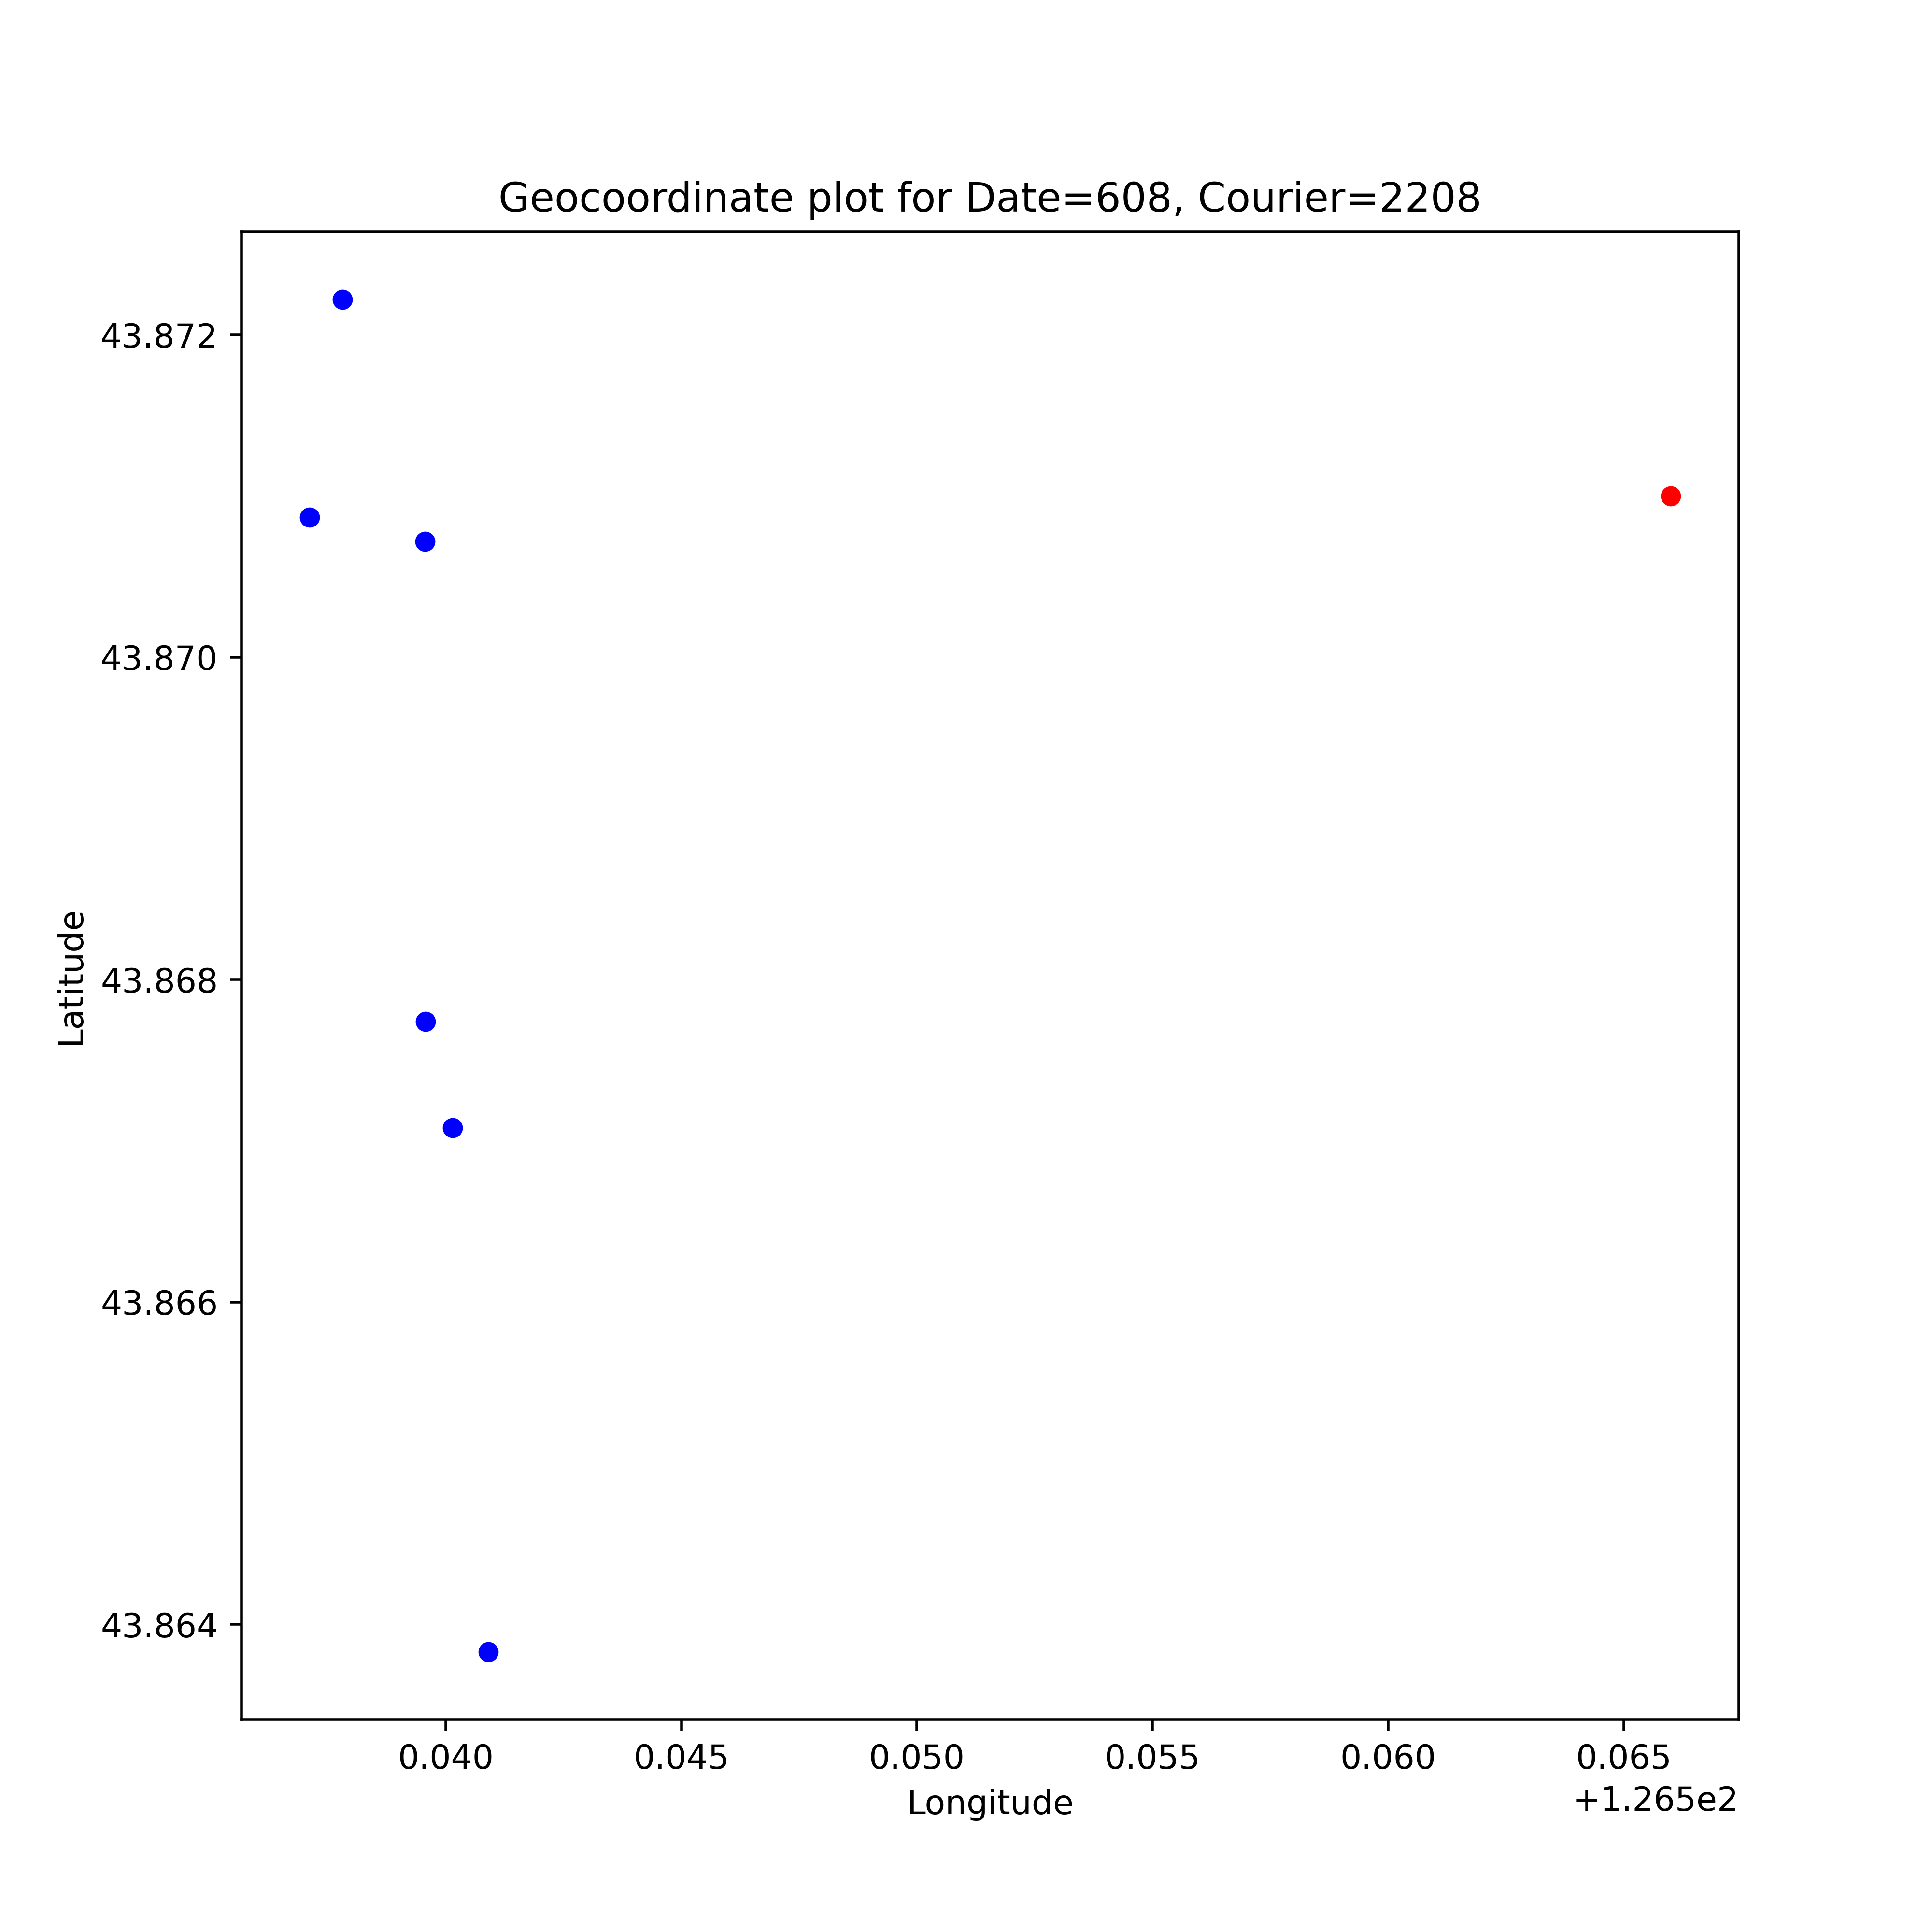 Geocoordinate plot for Date=608, Courier=2208
43.872
43.870
43.868
43.866
43.864
Latitude
0.040 0.045 0.050 0.055 0.060 0.065
+1.265e2
Longitude